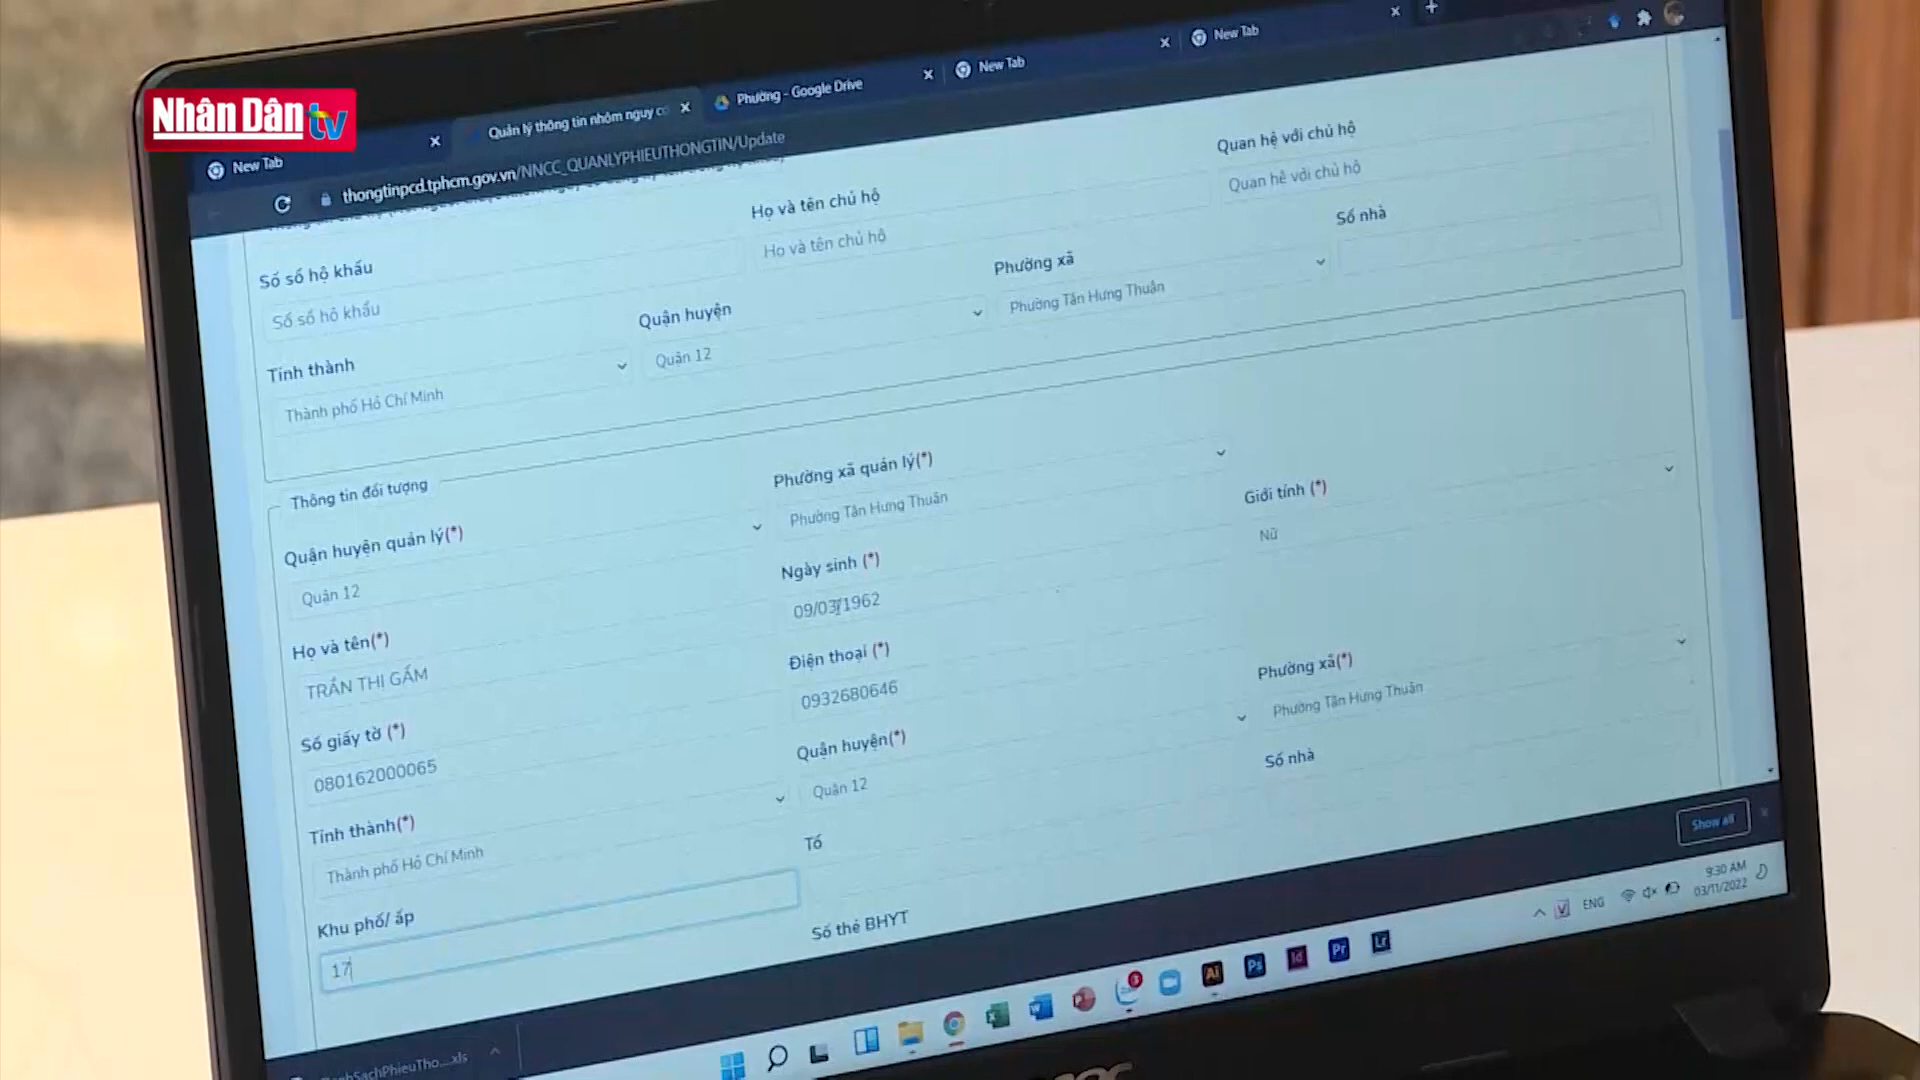 Nhân Dân tv
New Tab
Quản lý thông tin nhóm nguy cơ
Phường - Google Drive
New Tab
New Tab
thongtinpcd.tphcm.gov.vn/NNCC_QUANLYPHIEUTHONGTIN/Update
Số sổ hộ khẩu
Họ và tên chủ hộ
Quan hệ với chủ hộ
Số sổ hộ khẩu
Họ và tên chủ hộ
Quan hệ với chủ hộ
Tỉnh thành
Quận huyện
Phường xã
Số nhà
Thành phố Hồ Chí Minh
Quận 12
Phường Tân Hưng Thuận
Thông tin đối tượng
Quận huyện quản lý(*)
Phường xã quản lý(*)
Quận 12
Phường Tân Hưng Thuận
Họ và tên(*)
Ngày sinh (*)
Giới tính (*)
TRẦN THỊ GẤM
09/03/1962
Nữ
Số giấy tờ (*)
Điện thoại (*)
080162000065
0932680646
Tỉnh thành(*)
Quận huyện(*)
Phường xã(*)
Thành phố Hồ Chí Minh
Quận 12
Phường Tân Hưng Thuận
Khu phố/ ấp
Tổ
Số nhà
17
Số thẻ BHYT
Show all
ENG
9:30 AM
03/11/2022